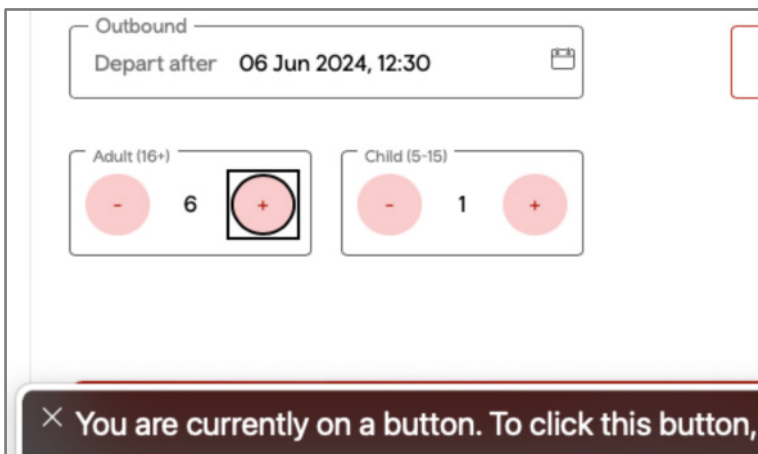 Outbound
Depart after 06 Jun 2024, 12:30
Adult (16+)
- 6 +
Child (5-15)
- 1 +
× You are currently on a button. To click this button,